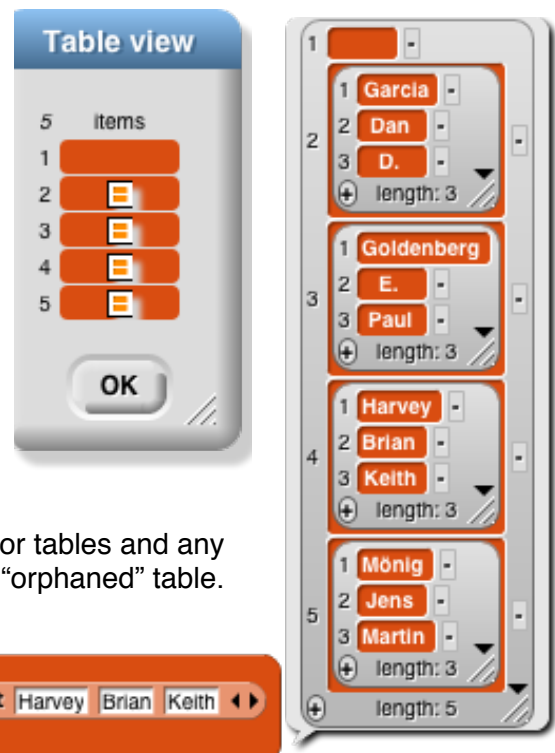 Table view
5 items
1
2
3
4
5
OK
1 -
2
1 Garcia -
2 Dan -
3 D. -
+ length: 3
-
3
1 Goldenberg
2 E. -
3 Paul -
+ length: 3
-
4
1 Harvey -
2 Brian -
3 Keith -
+ length: 3
-
5
1 Mönig -
2 Jens -
3 Martin -
+ length: 3
-
+ length: 5
or tables and any
“orphaned” table.
Harvey Brian Keith